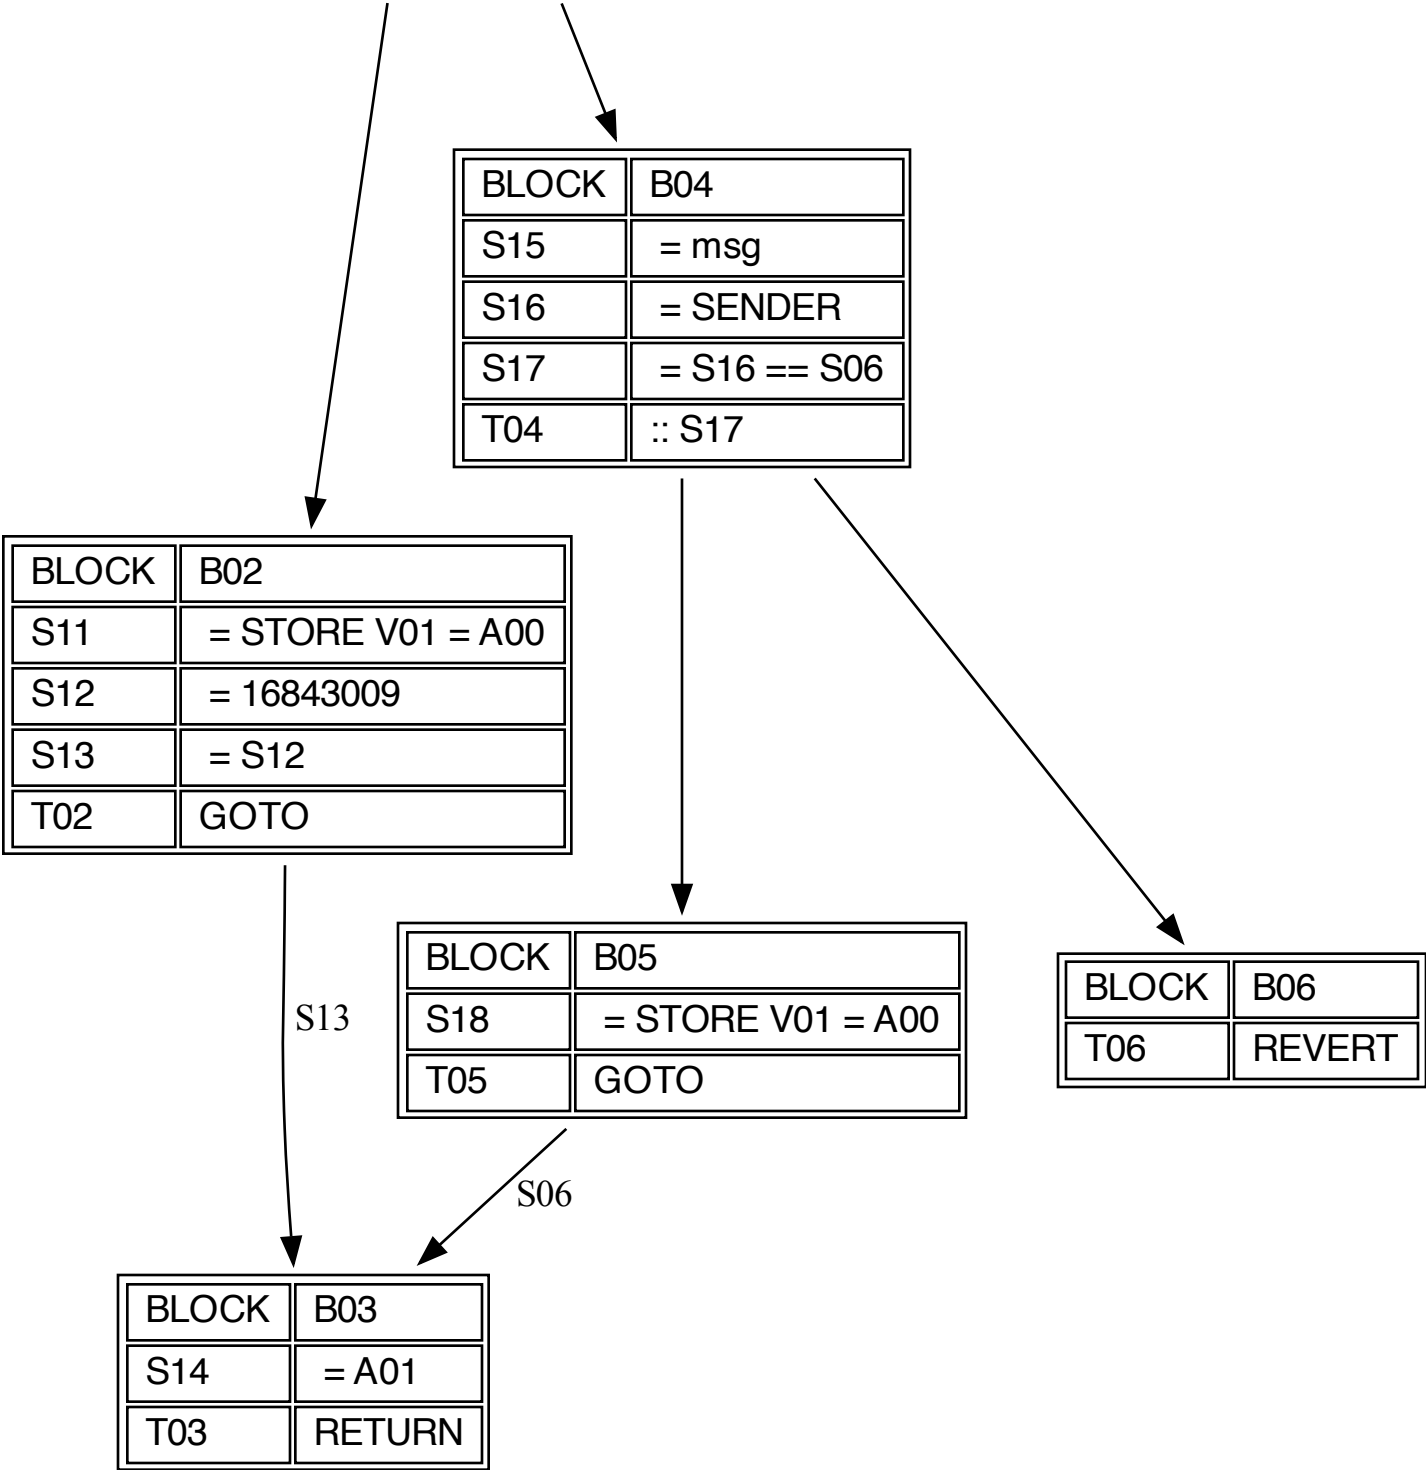 BLOCK B04
S15 = msg
S16 = SENDER
S17 = S16 == S06
T04 :: S17
BLOCK B02
S11 = STORE V01 = A00
S12 = 16843009
S13 = S12
T02 GOTO
BLOCK B05
S18 = STORE V01 = A00
T05 GOTO
BLOCK B06
T06 REVERT
S13
S06
BLOCK B03
S14 = A01
T03 RETURN